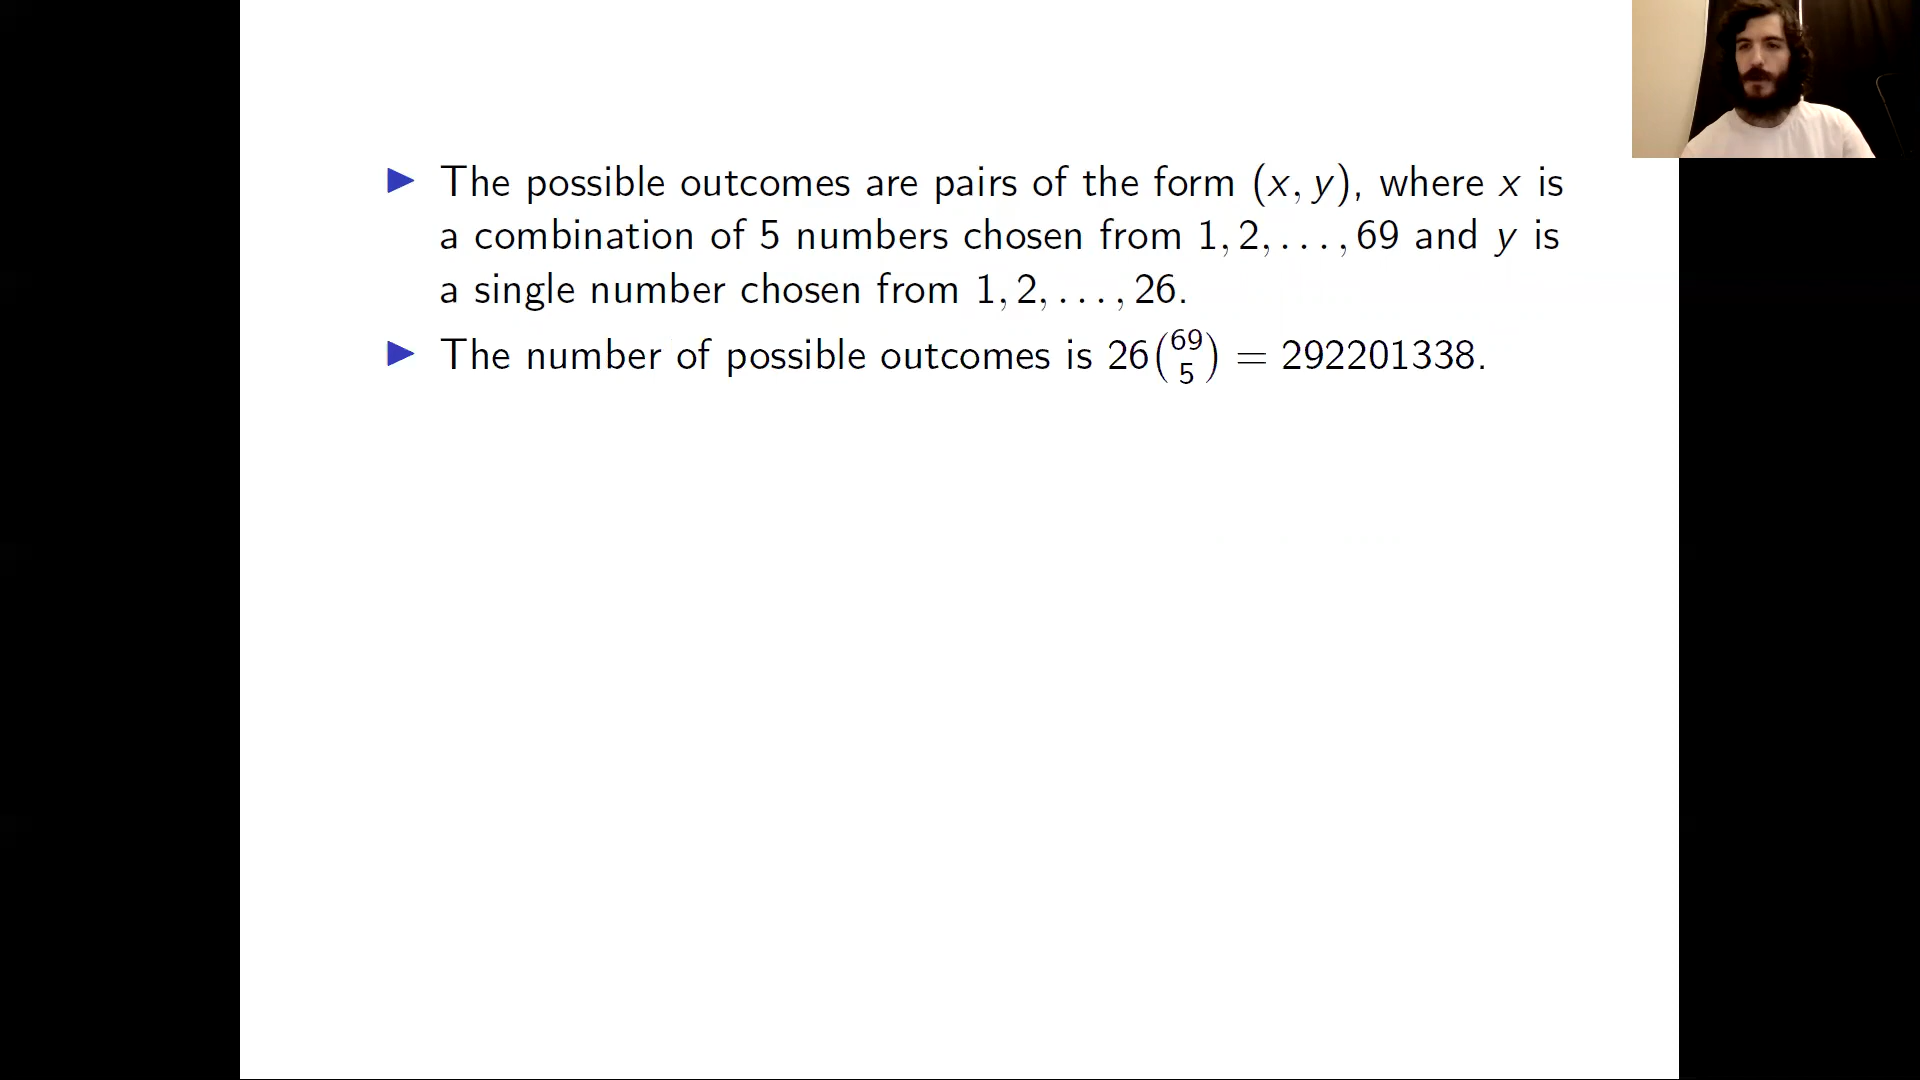 ▶ The possible outcomes are pairs of the form (x, y), where x is
a combination of 5 numbers chosen from 1, 2, . . . , 69 and y is
a single number chosen from 1, 2, . . . , 26.
▶ The number of possible outcomes is 26(69 5) = 292201338.